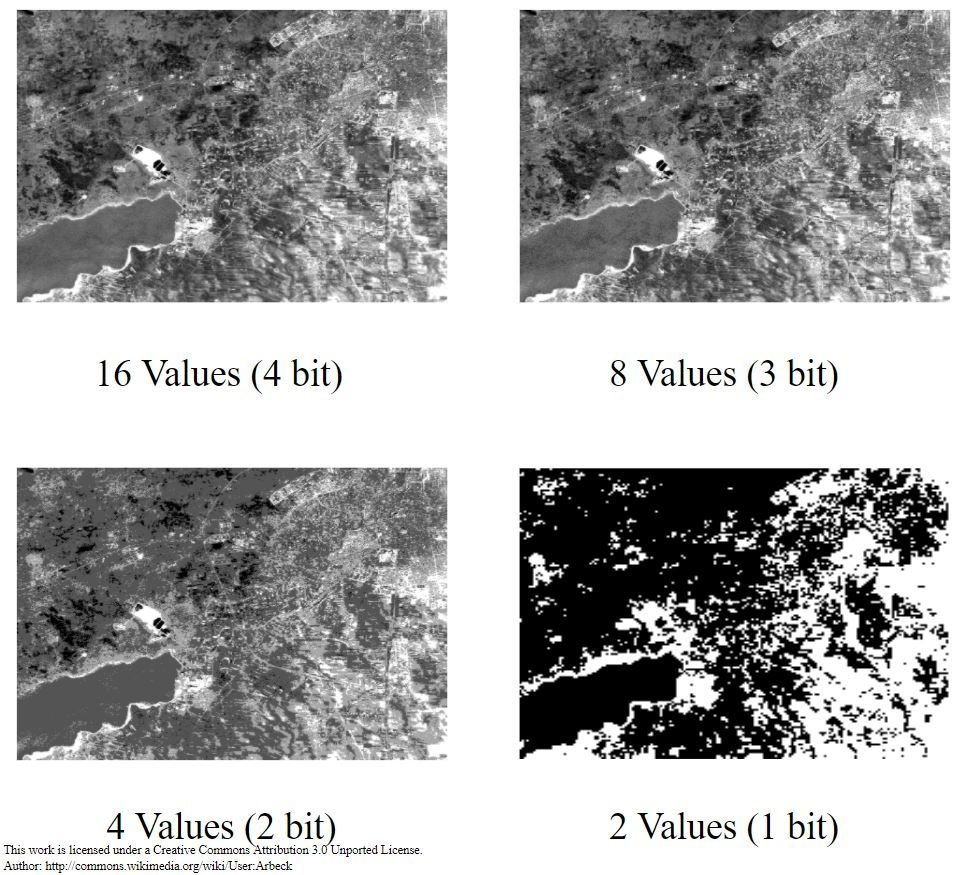 16 Values (4 bit)
8 Values (3 bit)
4 Values (2 bit)
2 Values (1 bit)
This work is licensed under a Creative Commons Attribution 3.0 Unported License.
Author: http://commons.wikimedia.org/wiki/User:Arbeck